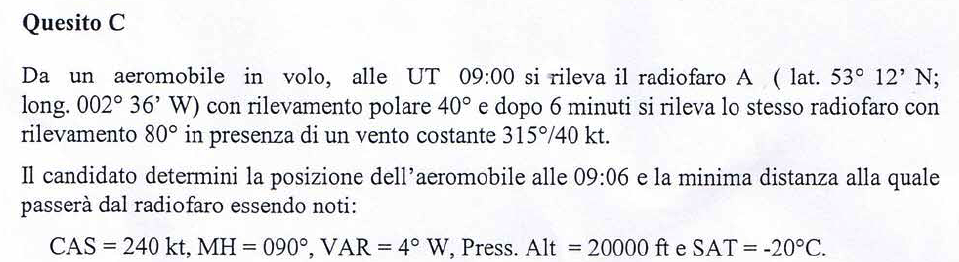 Quesito C
Da un aeromobile in volo, alle UT 09:00 si rileva il radiofaro A ( lat. 53° 12’ N;
long. 002° 36’ W) con rilevamento polare 40° e dopo 6 minuti si rileva lo stesso radiofaro con
rilevamento 80° in presenza di un vento costante 315°/40 kt.
Il candidato determini la posizione dell’aeromobile alle 09:06 e la minima distanza alla quale
passerà dal radiofaro essendo noti:
CAS = 240 kt, MH = 090°, VAR = 4° W, Press. Alt = 20000 ft e SAT = -20°C.